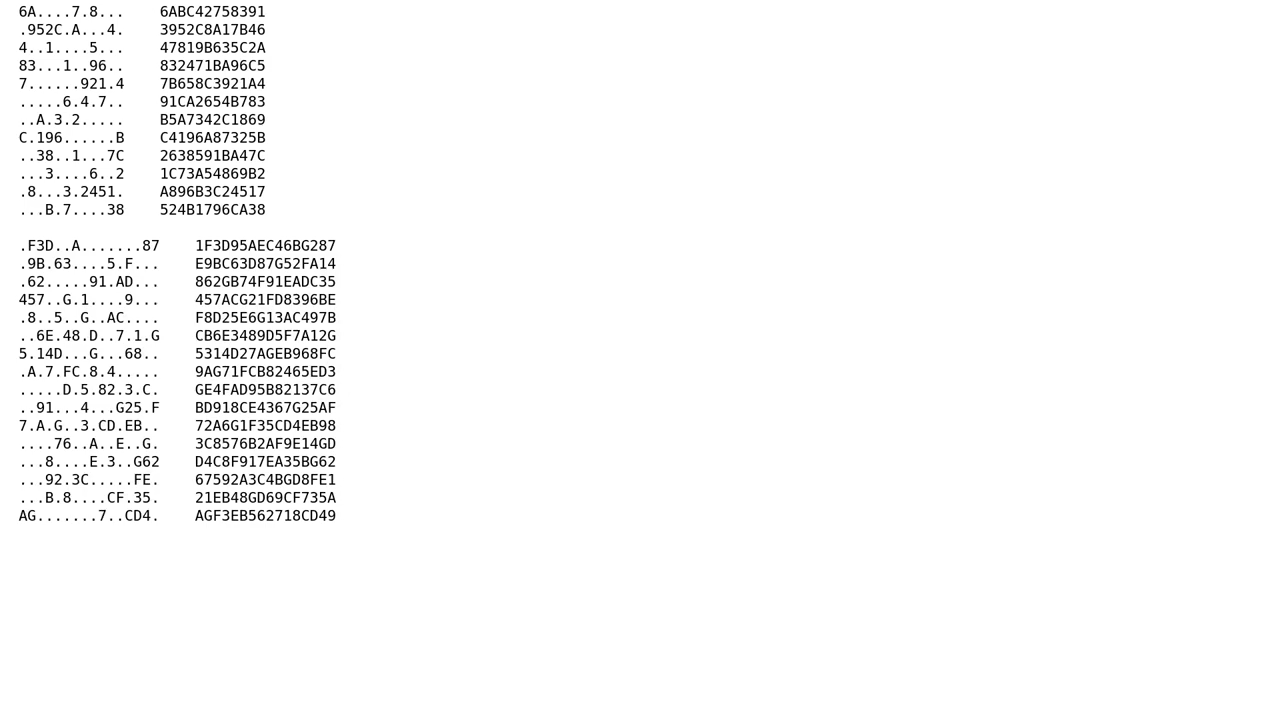 6A....7.8...    6ABC42758391
.952C.A...4.    3952C8A17B46
4..1....5...    47819B635C2A
83...1..96..    832471BA96C5
7......921.4    7B658C3921A4
.....6.4.7..    91CA2654B783
..A.3.2.....    B5A7342C1869
C.196......B    C4196A87325B
..38..1...7C    2638591BA47C
...3....6..2    1C73A54869B2
.8...3.2451.    A896B3C24517
...B.7....38    524B1796CA38

.F3D..A.......87    1F3D95AEC46BG287
.9B.63....5.F...    E9BC63D87G52FA14
.62.....91.AD...    862GB74F91EADC35
457..G.1....9...    457ACG21FD8396BE
.8..5..G..AC....    F8D25E6G13AC497B
..6E.48.D..7.1.G    CB6E3489D5F7A12G
5.14D...G...68..    5314D27AGEB968FC
.A.7.FC.8.4.....    9AG71FCB82465ED3
.....D.5.82.3.C.    GE4FAD95B82137C6
..91...4...G25.F    BD918CE4367G25AF
7.A.G..3.CD.EB..    72A6G1F35CD4EB98
....76..A..E..G.    3C8576B2AF9E14GD
...8....E.3..G62    D4C8F917EA35BG62
...92.3C.....FE.    67592A3C4BGD8FE1
...B.8....CF.35.    21EB48GD69CF735A
AG.......7..CD4.    AGF3EB562718CD49